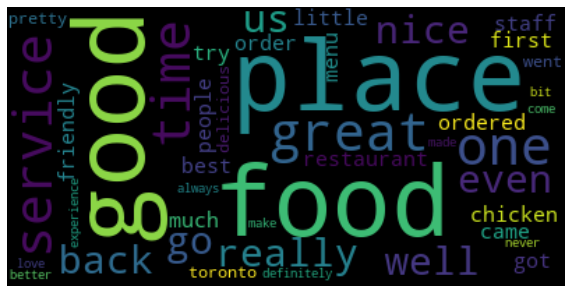 pretty
service
good
time
us
little
nice
staff
first
went
try
order
menu
place
bit
come
people
delicious
friendly
great
ordered
one
best
restaurant
made
even
always
food
much
chicken
go
make
came
never
experience
really
well
got
back
love
better
toronto
definitely